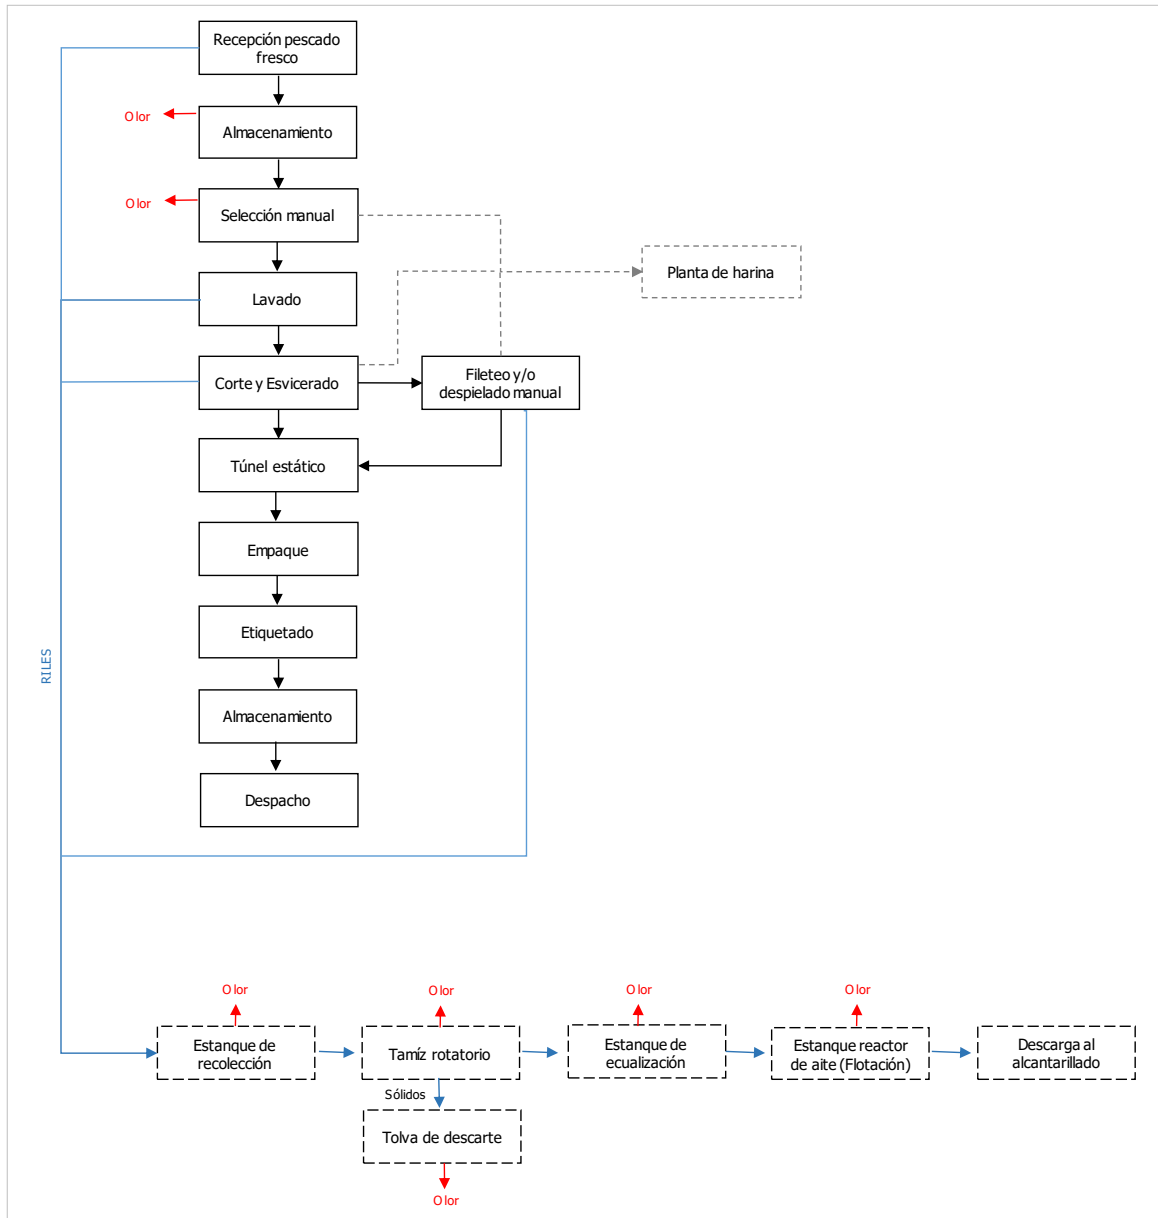 Recepción pescado
fresco
Olor
Almacenamiento
Olor
Selección manual
Planta de harina
Lavado
Corte y Esvicerado
Fileteo y/o
despielado manual
Túnel estático
Empaque
Etiquetado
RILES
Almacenamiento
Despacho
Olor
Olor
Olor
Olor
Estanque de
recolección
Tamíz rotatorio
Estanque de
ecualización
Estanque reactor
de aite (Flotación)
Descarga al
alcantarillado
Sólidos
Tolva de descarte
Olor